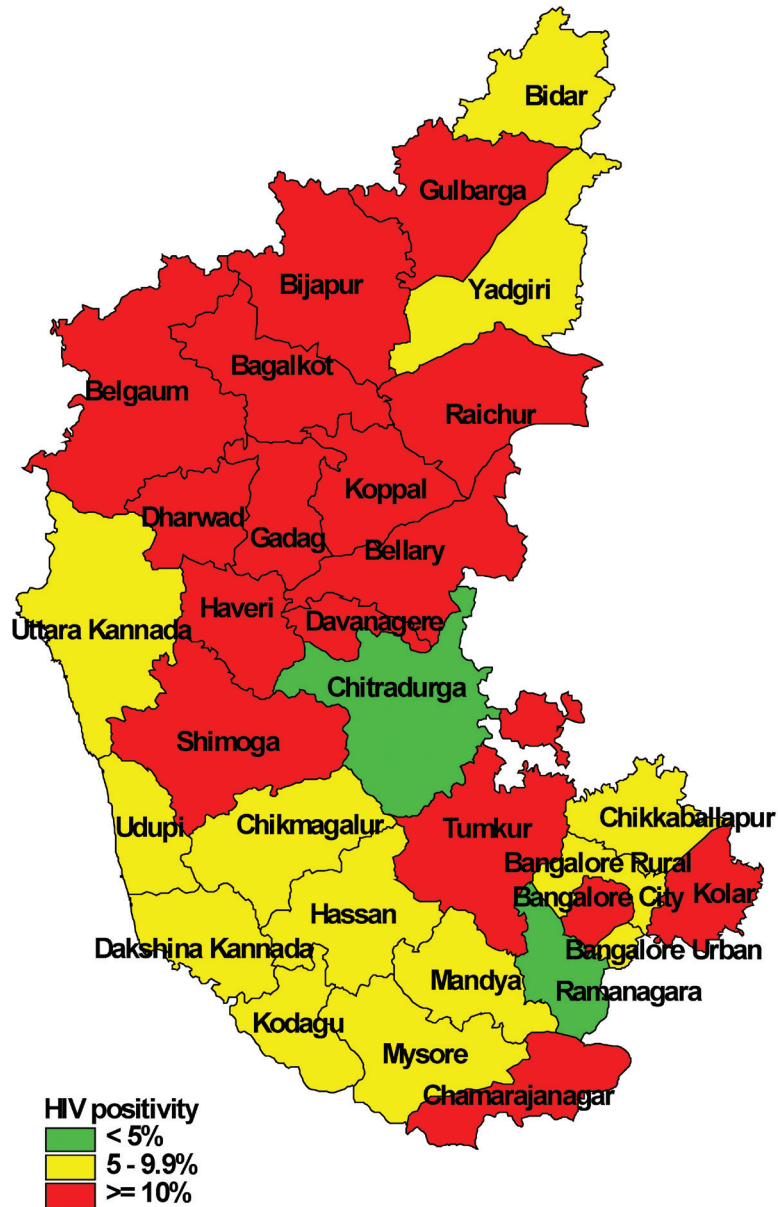 Bidar
Gulbarga
Yadgiri
Bijapur
Bagalkot
Belgaum
Raichur
Koppal
Dharwad
Gadag
Bellary
Haveri
Davanagere
Uttara Kannada
Chitradurga
Shimoga
Udupi
Chikmagalur
Tumkur
Chikkaballapur
Bangalore Rural
Bangalore City
Kolar
Hassan
Dakshina Kannada
Bangalore Urban
Mandya
Ramanagara
Kodagu
Mysore
Chamarajanagar
HIV positivity
< 5%
5 - 9.9%
>= 10%